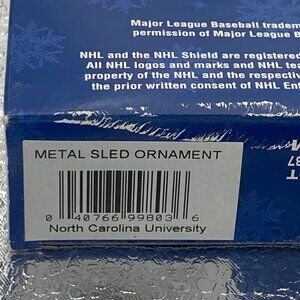 Major League Baseball tradem
permission of Major League B
NHL and the NHL Shield are registered
All NHL logos and marks and NHL tea
property of the NHL and the respectiv
the prior written consent of NHL Ent
METAL SLED ORNAMENT
0 40766 99803 6
North Carolina University